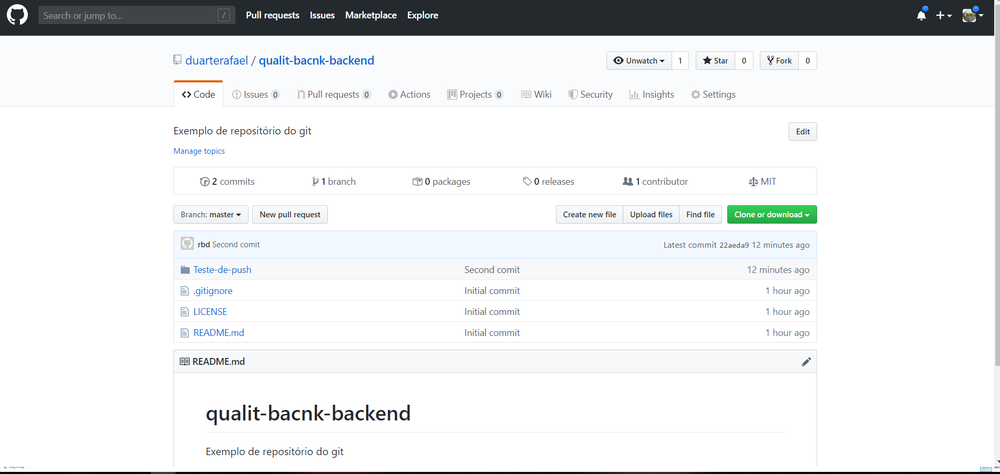 Search or jump to... / Pull requests Issues Marketplace Explore
duarterafael / qualit-bacnk-backend Unwatch 1 Star 0 Fork 0
Code Issues 0 Pull requests 0 Actions Projects 0 Wiki Security Insights Settings
Exemplo de repositório do git Edit
Manage topics
2 commits 1 branch 0 packages 0 releases 1 contributor MIT
Branch: master New pull request Create new file Upload files Find file Clone or download
rbd Second comit Latest commit 22aeda9 12 minutes ago
Teste-de-push Second comit 12 minutes ago
.gitignore Initial commit 1 hour ago
LICENSE Initial commit 1 hour ago
README.md Initial commit 1 hour ago
README.md
qualit-bacnk-backend
Exemplo de repositório do git